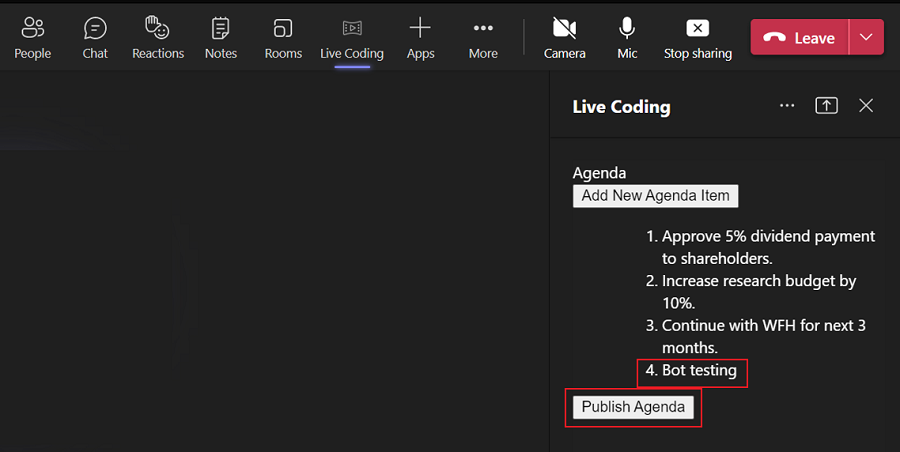 People
Chat
Reactions
Notes
Rooms
Live Coding
Apps
More
Camera
Mic
Stop sharing
Leave
Live Coding
Agenda
Add New Agenda Item
1. Approve 5% dividend payment
to shareholders.
2. Increase research budget by
10%.
3. Continue with WFH for next 3
months.
4. Bot testing
Publish Agenda